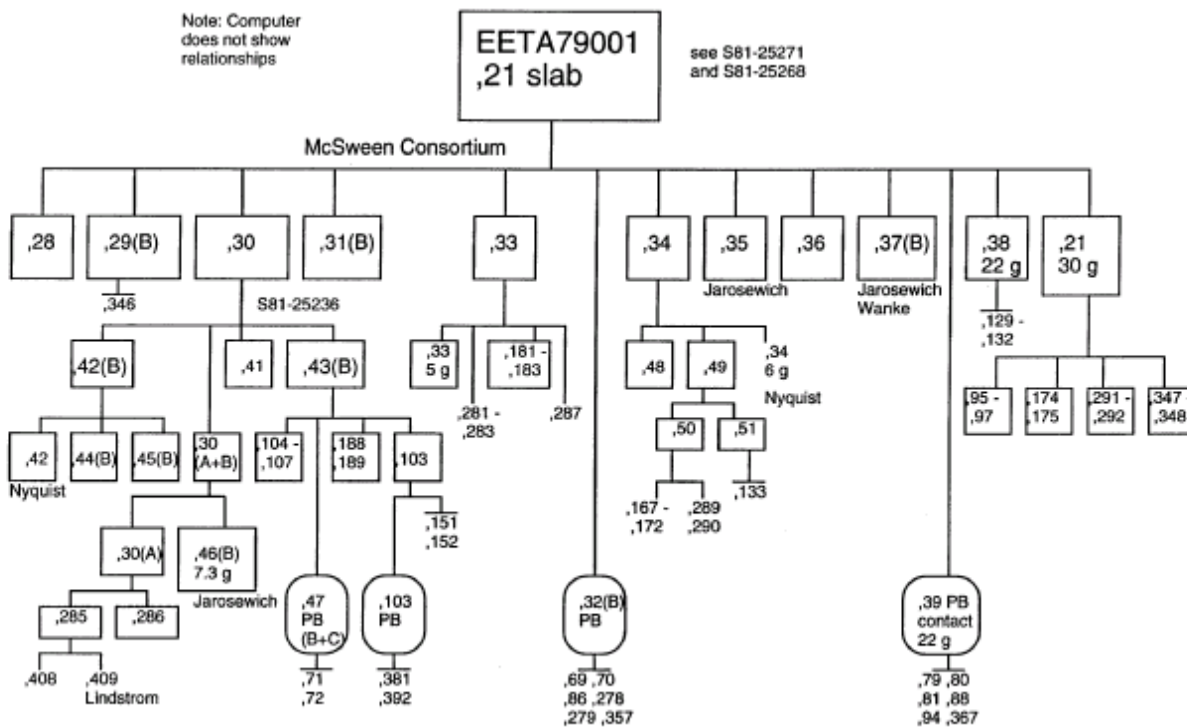 Note: Computer
does not show
relationships
EETA79001
,21 slab
see S81-25271
and S81-25268
McSween Consortium
,28
,29(B)
,30
,31(B)
,33
,34
,35
,36
,37(B)
,38
22 g
,21
30 g
,346
S81-25236
Jarosewich
Jarosewich
Wanke
,129 -
,132
,42(B)
,41
,43(B)
,33
5 g
,181 -
,183
,281 -
,283
,287
,48
,49
,34
6 g
Nyquist
,95 -
,97
,174
,175
,291 -
,292
,347 -
,348
,42
Nyquist
,44(B)
,45(B)
,30
(A+B)
,104 -
,107
,188
,189
,103
,151
,152
,50
,51
,167 -
,172
,289
,290
,133
,30(A)
,46(B)
7.3 g
Jarosewich
,285
,286
,408
,409
Lindstrom
,47
PB
(B+C)
,71
,72
,103
PB
,381
,392
,32(B)
PB
,69 ,70
,86 ,278
,279 ,357
,39 PB
contact
22 g
,79 ,80
,81 ,88
,94 ,367